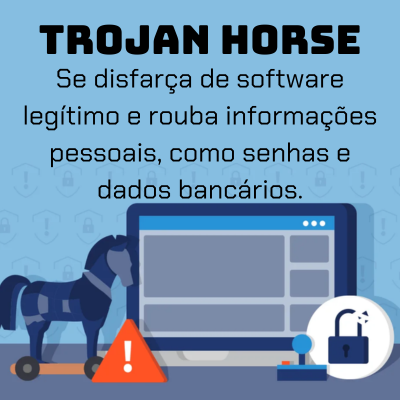 TROJAN HORSE
Se disfarça de software
legítimo e rouba informações
pessoais, como senhas e
dados bancários.
!